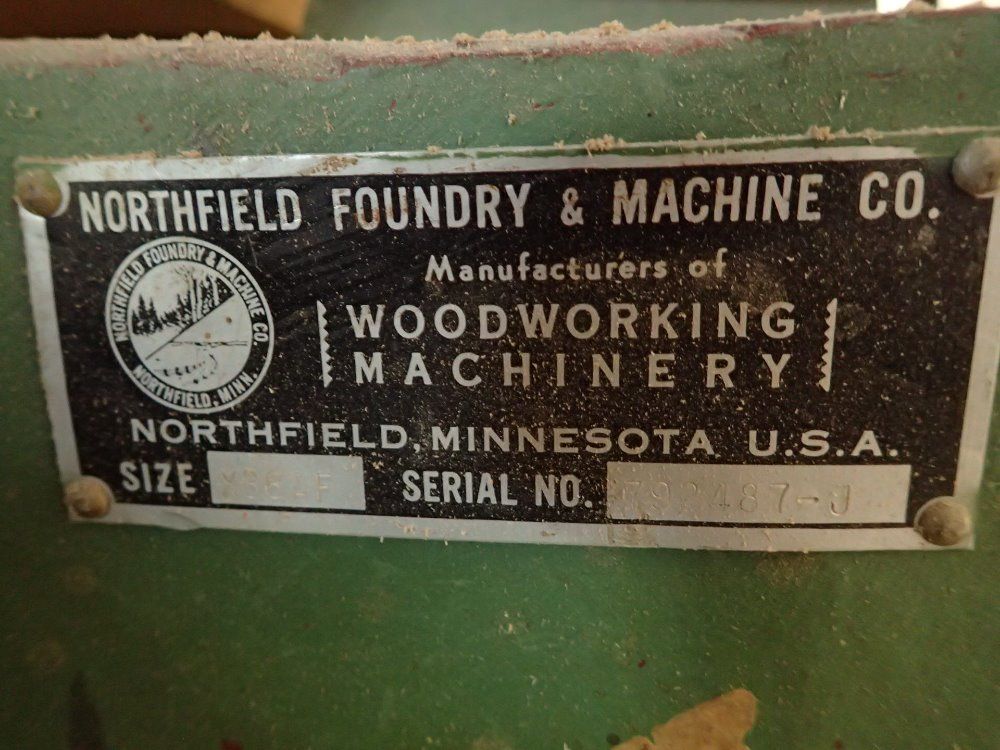 NORTHFIELD FOUNDRY & MACHINE CO.
NORTHFIELD FOUNDRY & MACHINE CO.
NORTHFIELD, MINN.
Manufacturers of
WOODWORKING
MACHINERY
NORTHFIELD, MINNESOTA U.S.A.
SIZE
SERIAL NO. 792487-J